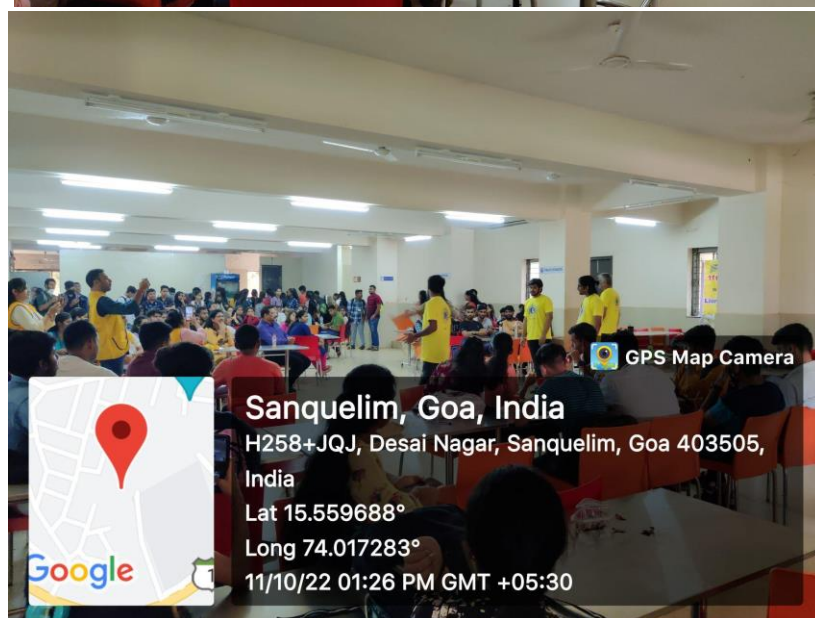 GPS Map Camera
Sanquelim, Goa, India
H258+JQJ, Desai Nagar, Sanquelim, Goa 403505,
India
Lat 15.559688°
Long 74.017283°
11/10/22 01:26 PM GMT +05:30
Google
1